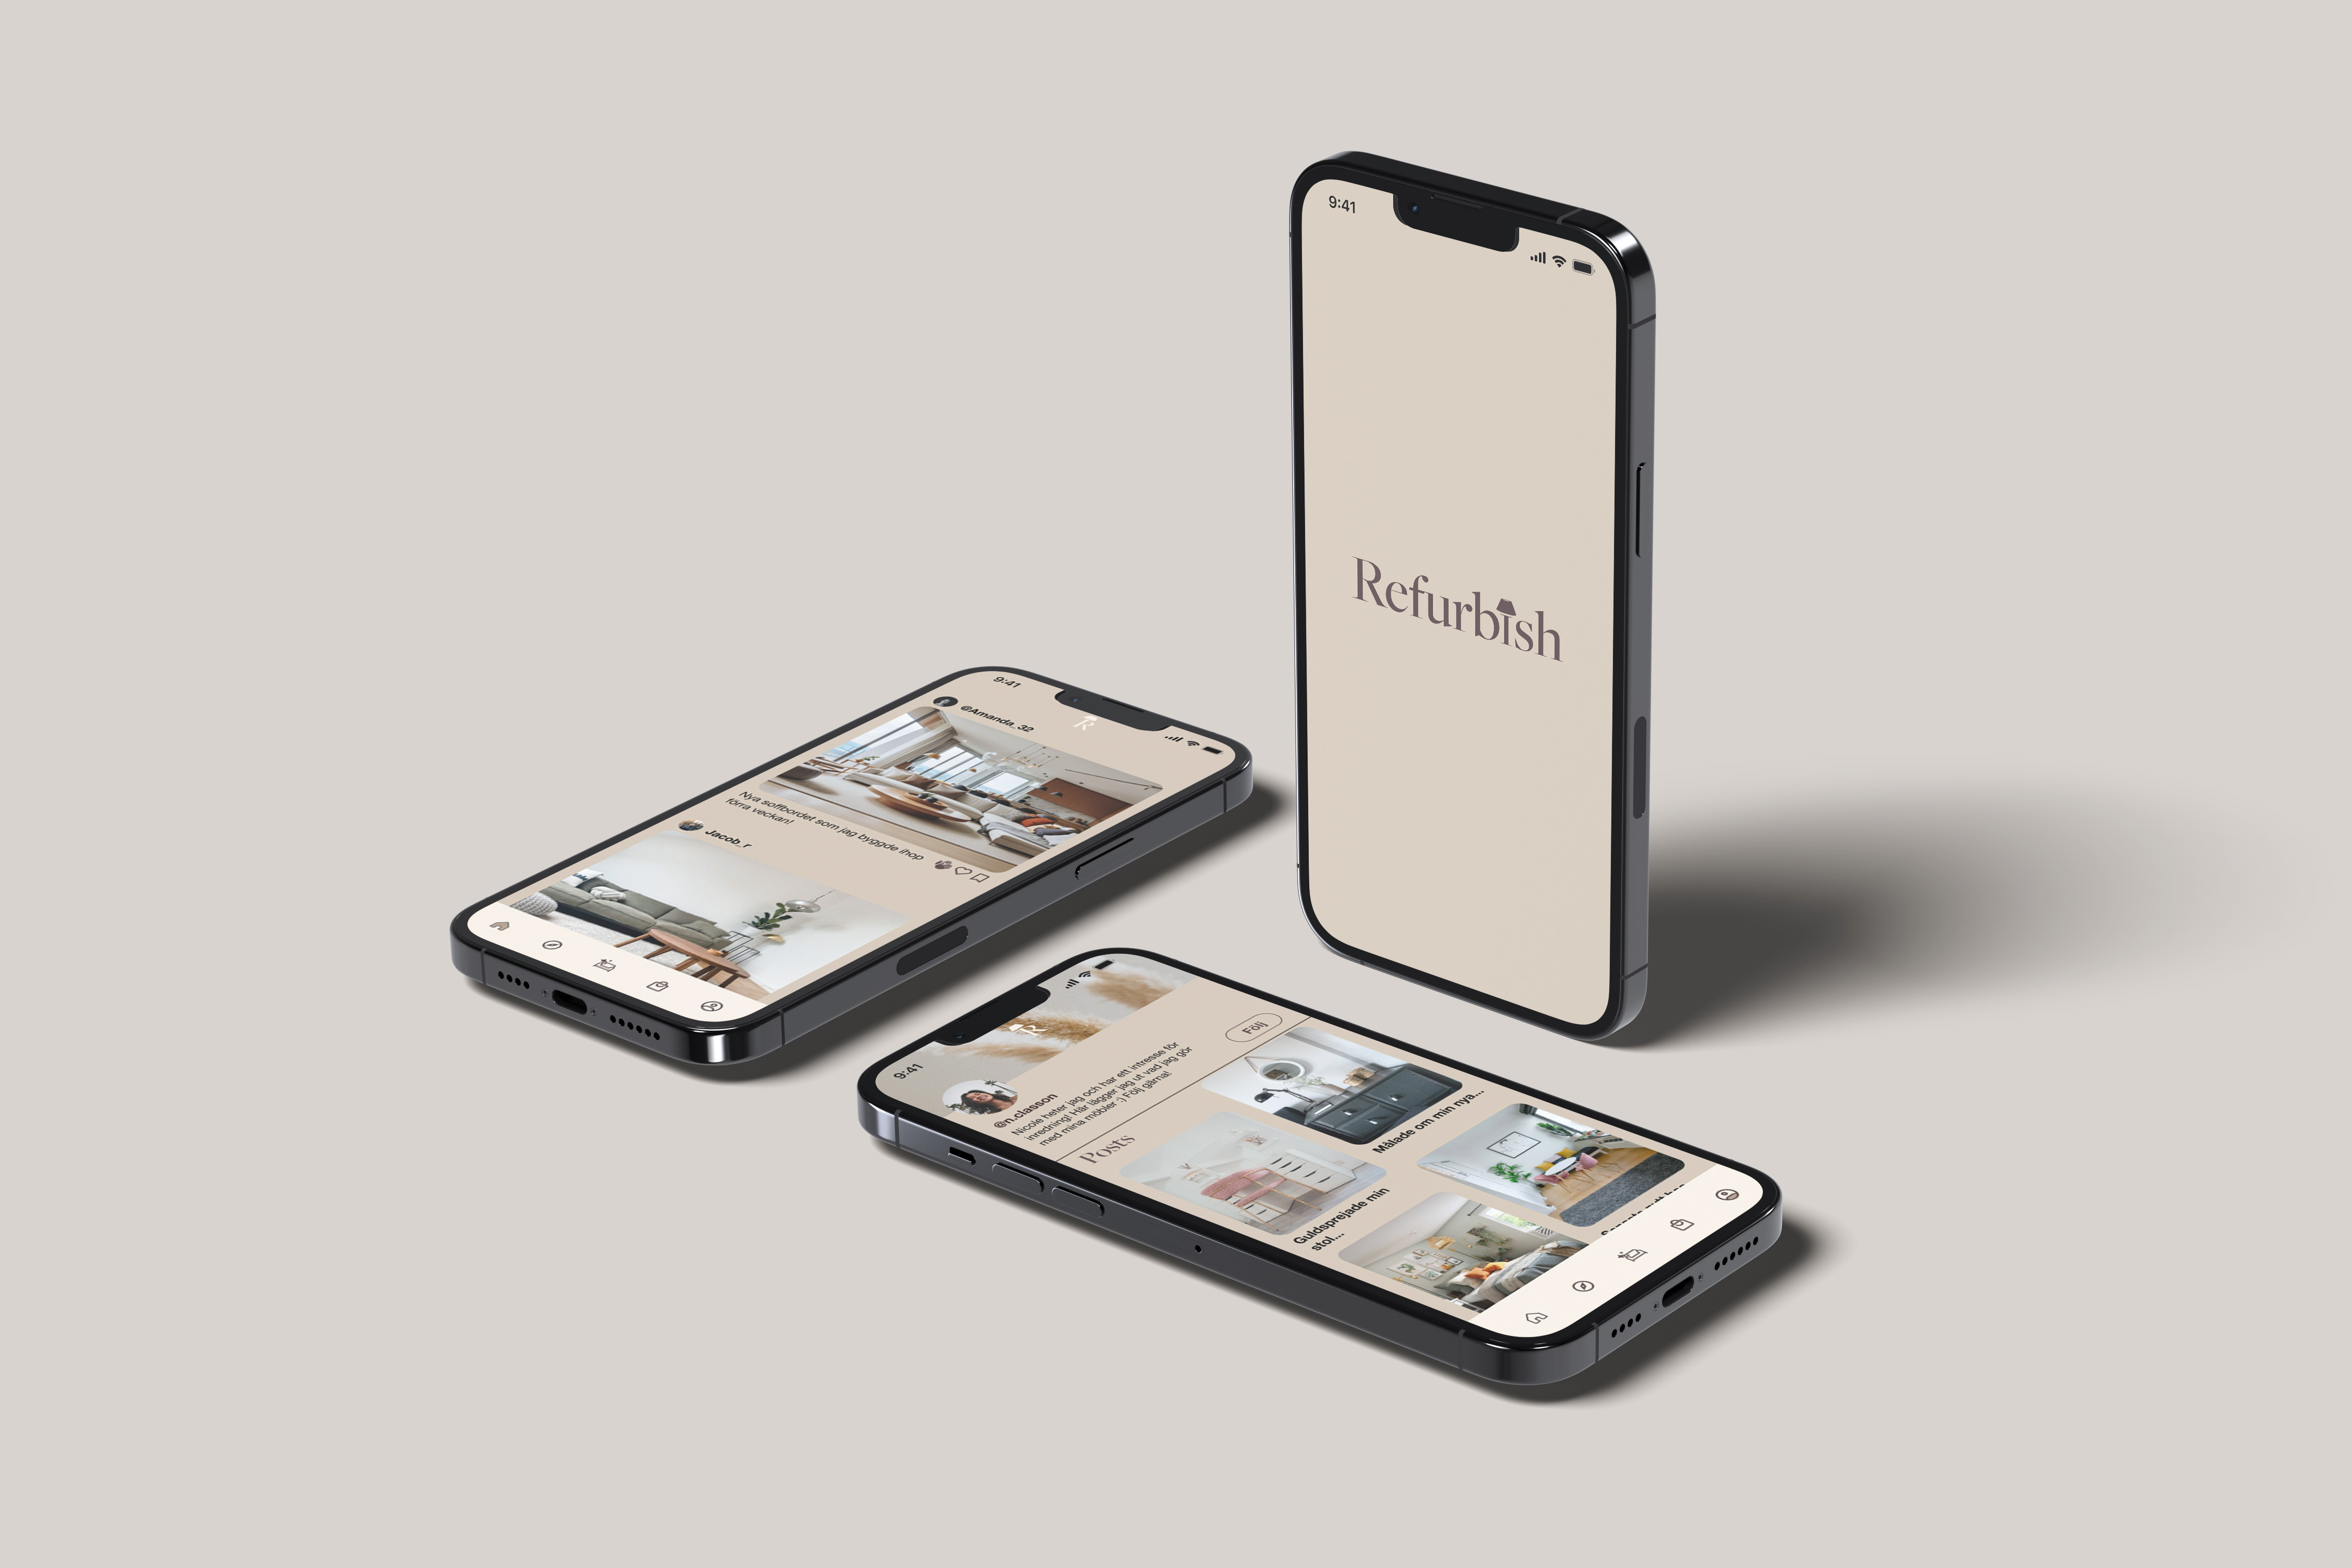 9:41
Refurbish
9:41
@Amanda_32
Nya soffbordet som jag byggde ihop
förra veckan!
Jacob_r
9:41
@n.classon
Nicole heter jag och har ett intresse för
inredning! Här lägger jag ut vad jag gör
med mina möbler :) Följ gärna!
Följ
Posts
Målade om min nya...
Guldsprejade min
stol...